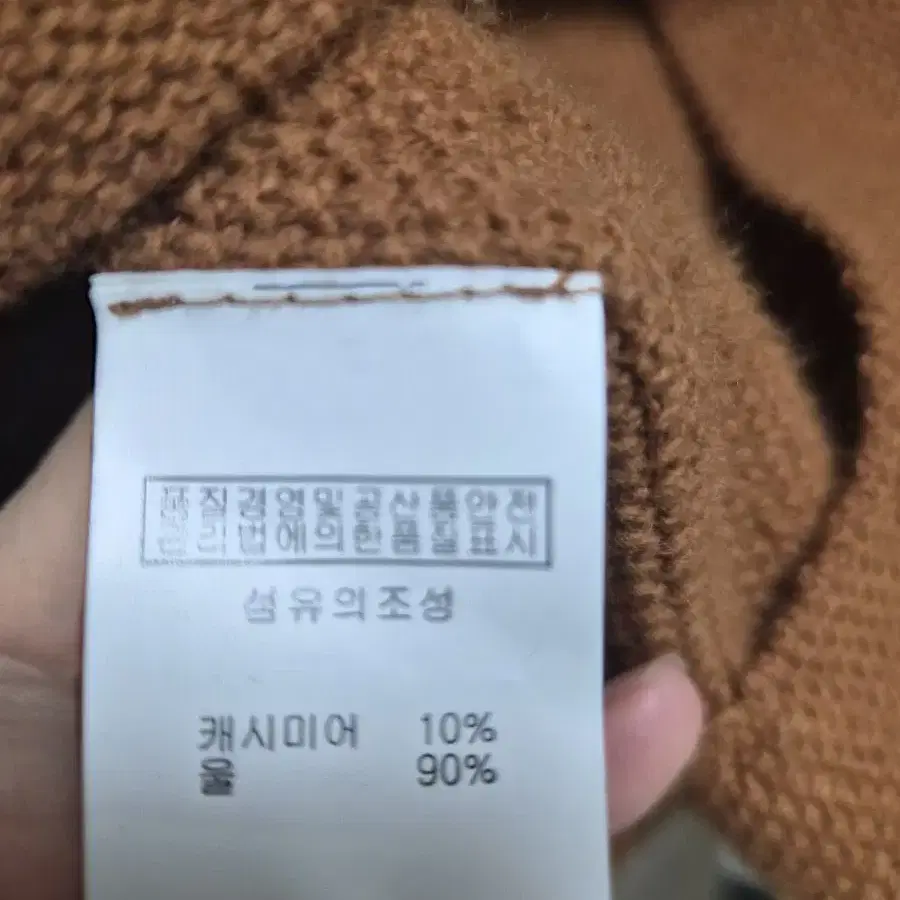 품질경영및공산품안전
관리법에의한품질표시
섬유의조성
캐시미어 10%
울 90%